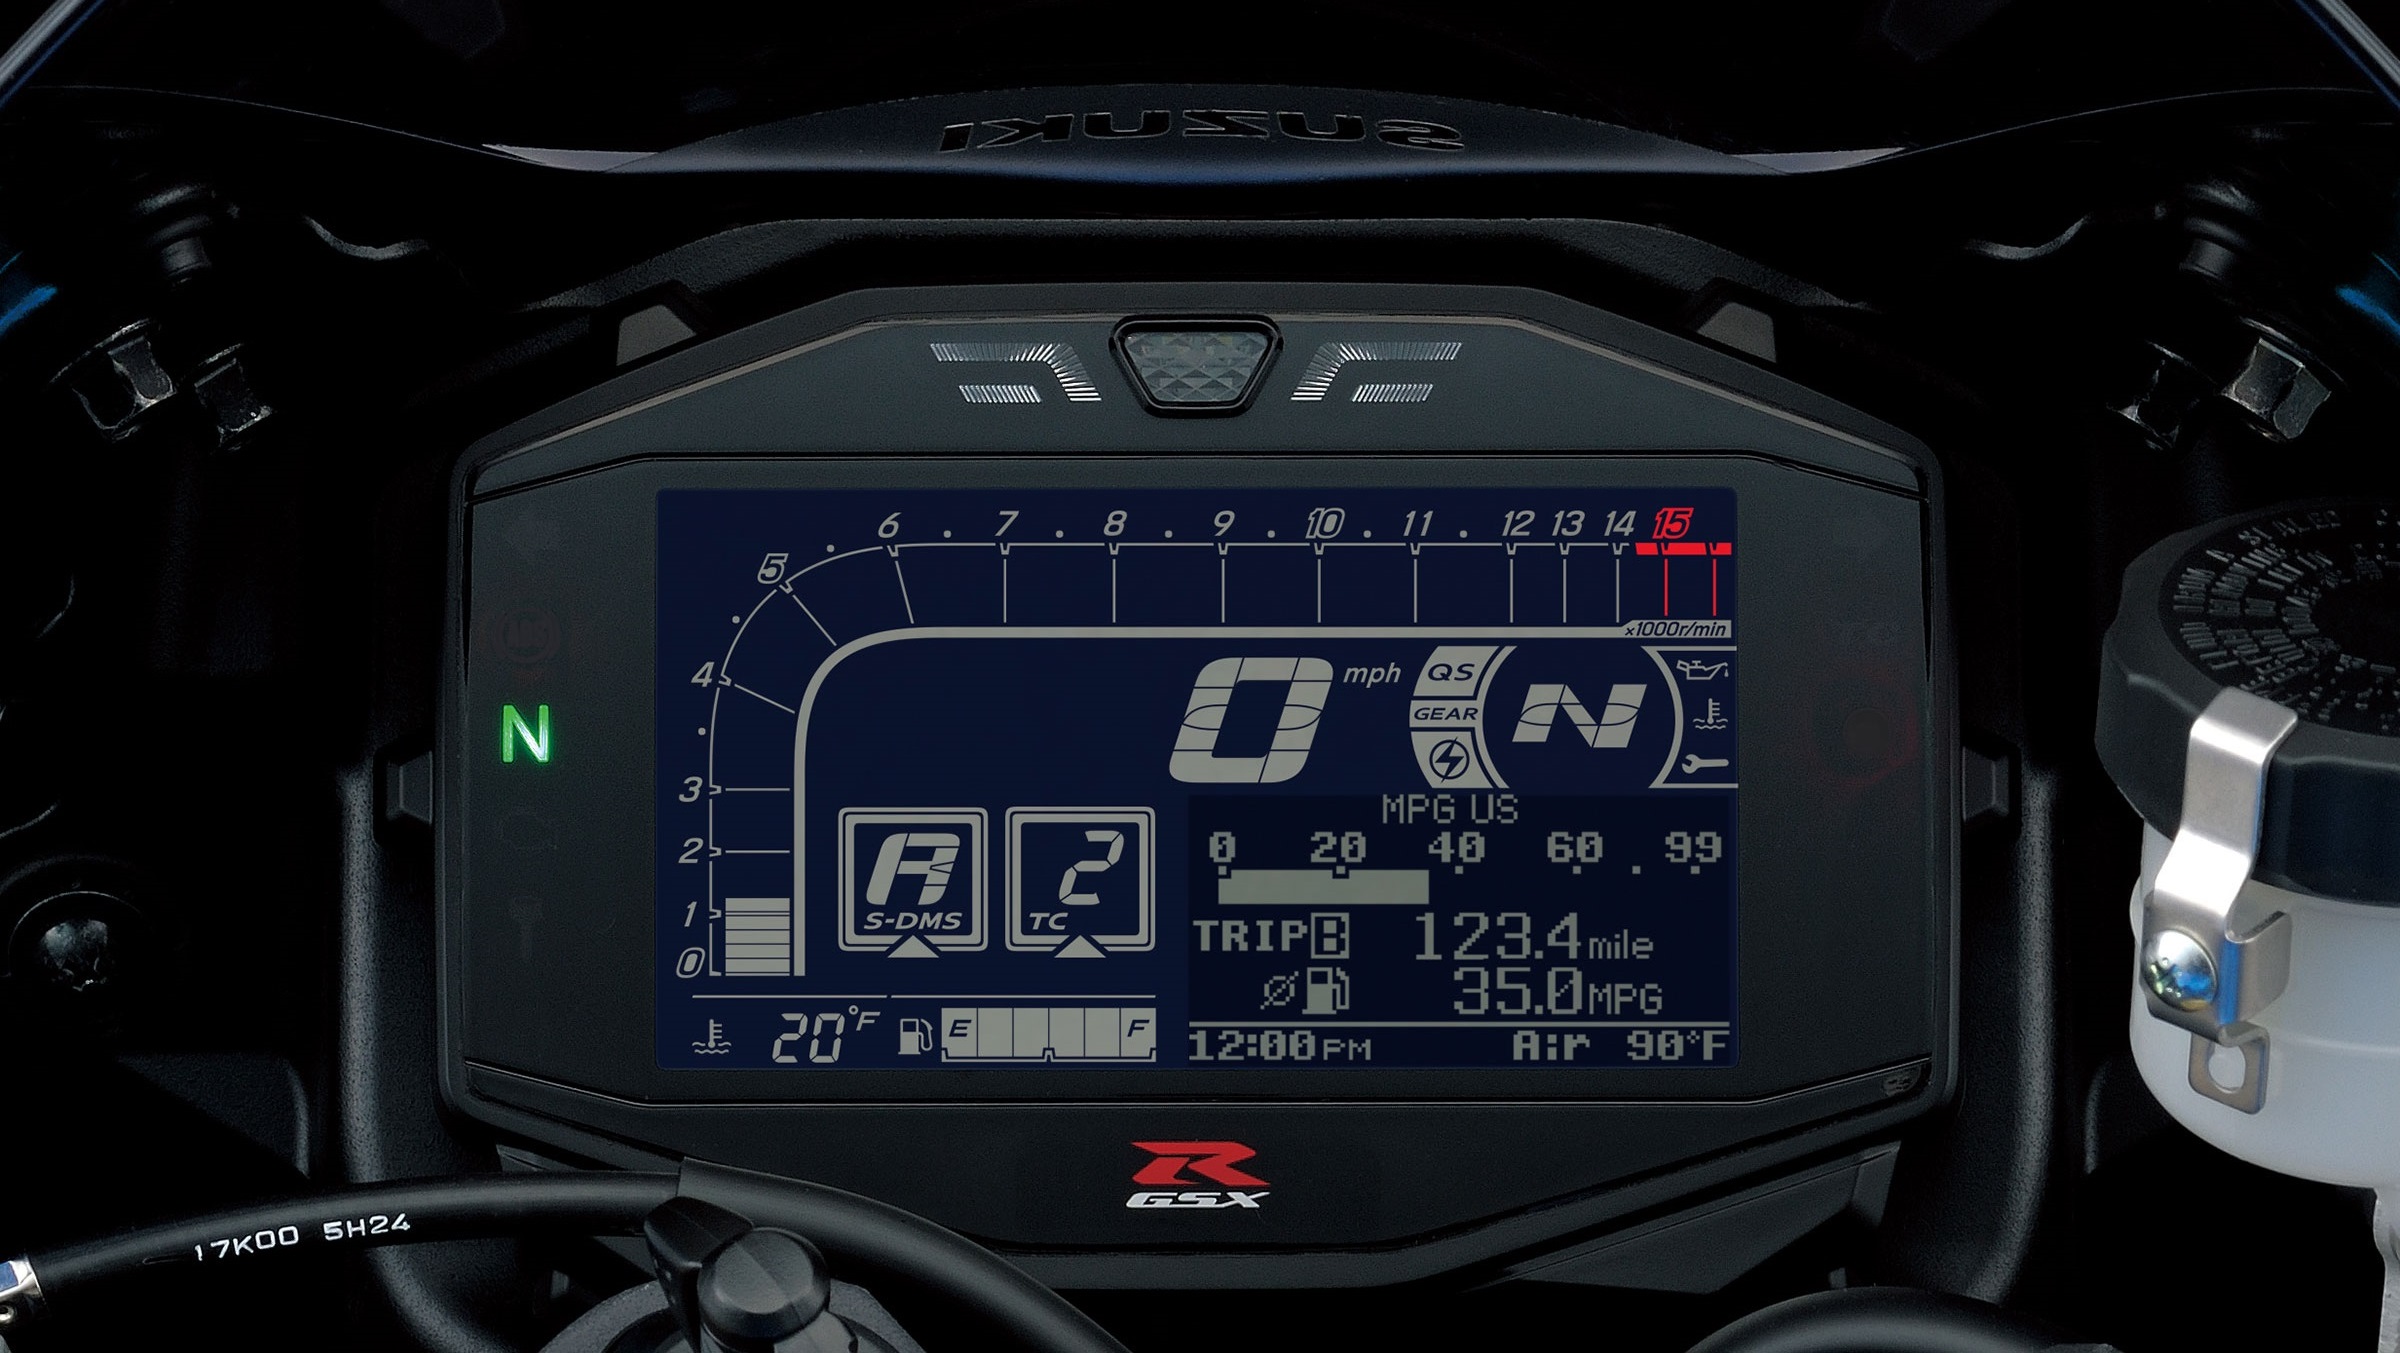 SUZUKI
6 7 8 9 10 11 12 13 14 15
5
×1000r/min
4
0 mph
QS
GEAR
N
N
3
2
1
0
A
S-DMS
2
TC
MPG US
0 20 40 60 99
TRIP B 123.4 mile
35.0 MPG
20°F
E F
12:00 PM Air 90°F
R
GSX
17K00 5H24